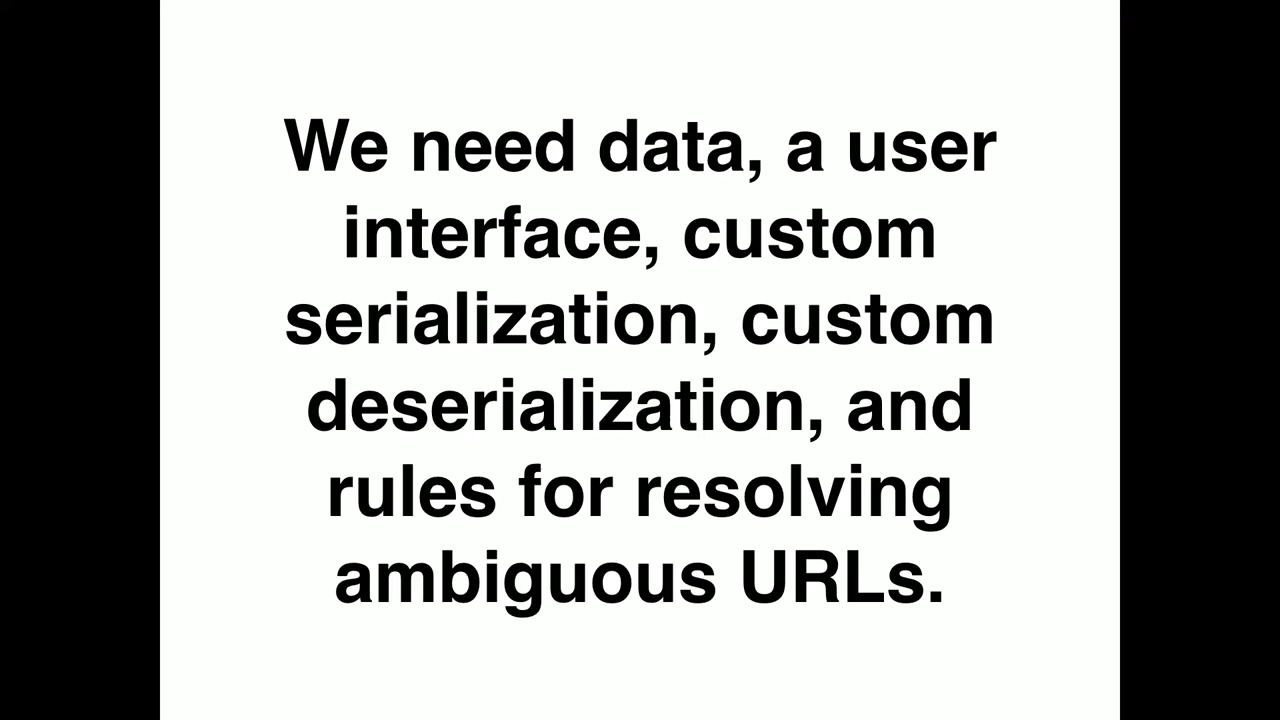 We need data, a user
interface, custom
serialization, custom
deserialization, and
rules for resolving
ambiguous URLs.